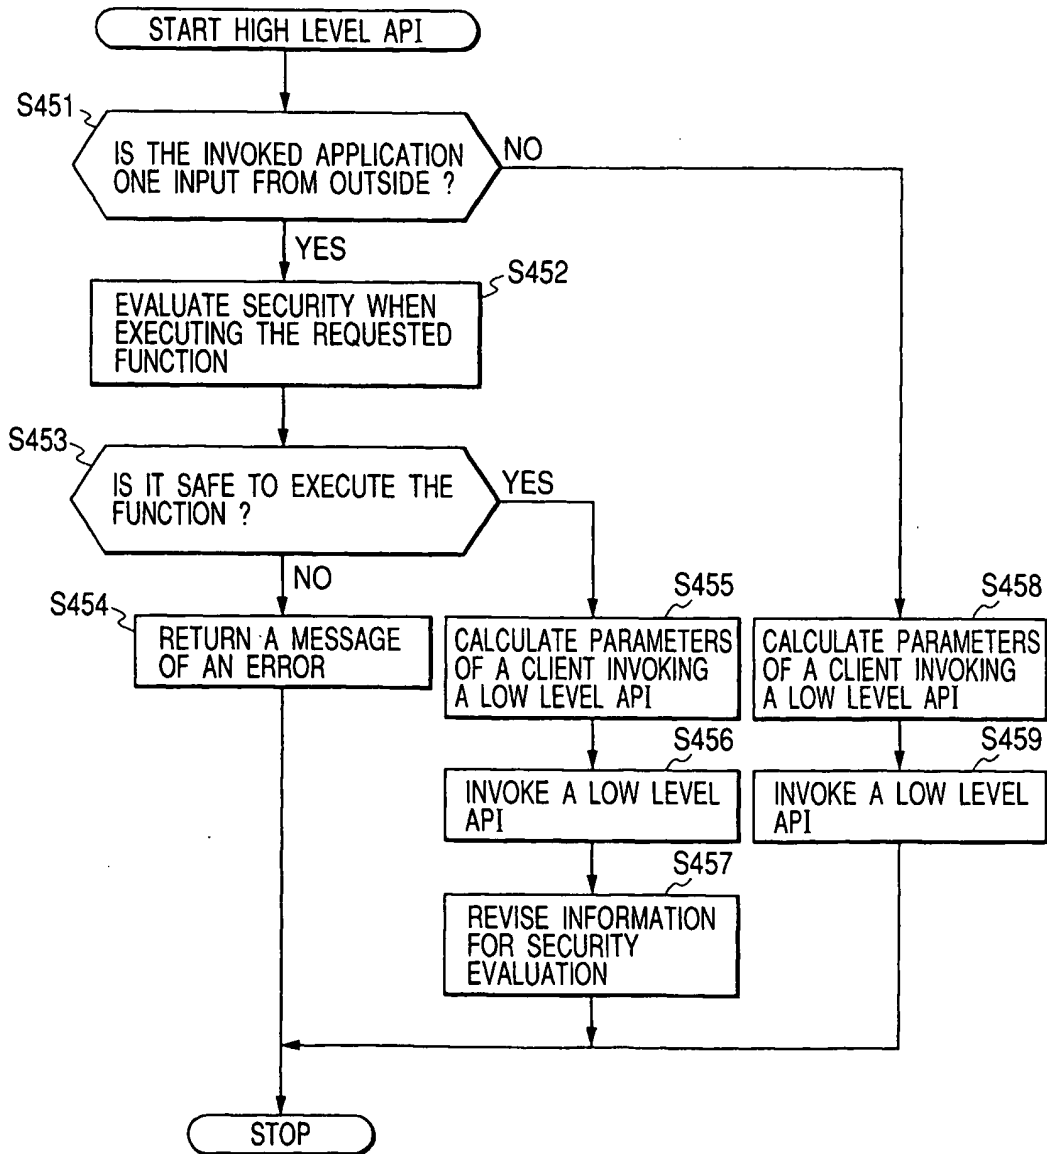 START HIGH LEVEL API
S451
IS THE INVOKED APPLICATION
ONE INPUT FROM OUTSIDE ?
NO
YES
S452
EVALUATE SECURITY WHEN
EXECUTING THE REQUESTED
FUNCTION
S453
IS IT SAFE TO EXECUTE THE
FUNCTION ?
YES
NO
S454
RETURN A MESSAGE
OF AN ERROR
S455
CALCULATE PARAMETERS
OF A CLIENT INVOKING
A LOW LEVEL API
S456
INVOKE A LOW LEVEL
API
S457
REVISE INFORMATION
FOR SECURITY
EVALUATION
S458
CALCULATE PARAMETERS
OF A CLIENT INVOKING
A LOW LEVEL API
S459
INVOKE A LOW LEVEL
API
STOP